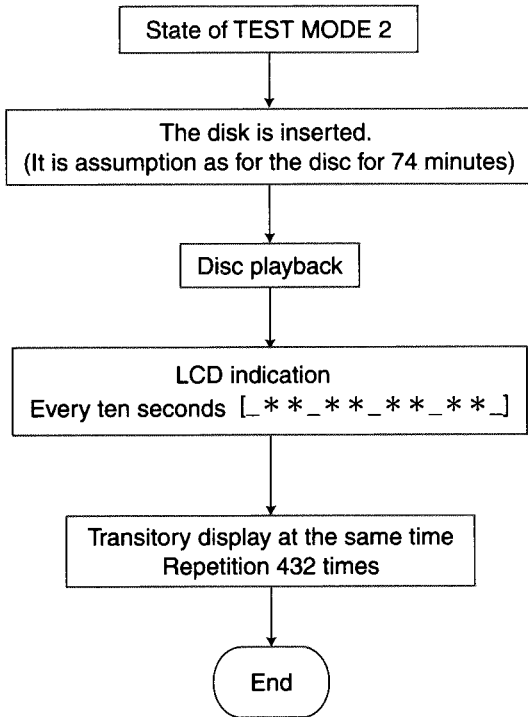 State of TEST MODE 2
The disk is inserted.
(It is assumption as for the disc for 74 minutes)
Disc playback
LCD indication
Every ten seconds [_**_**_**_**_]
Transitory display at the same time
Repetition 432 times
End